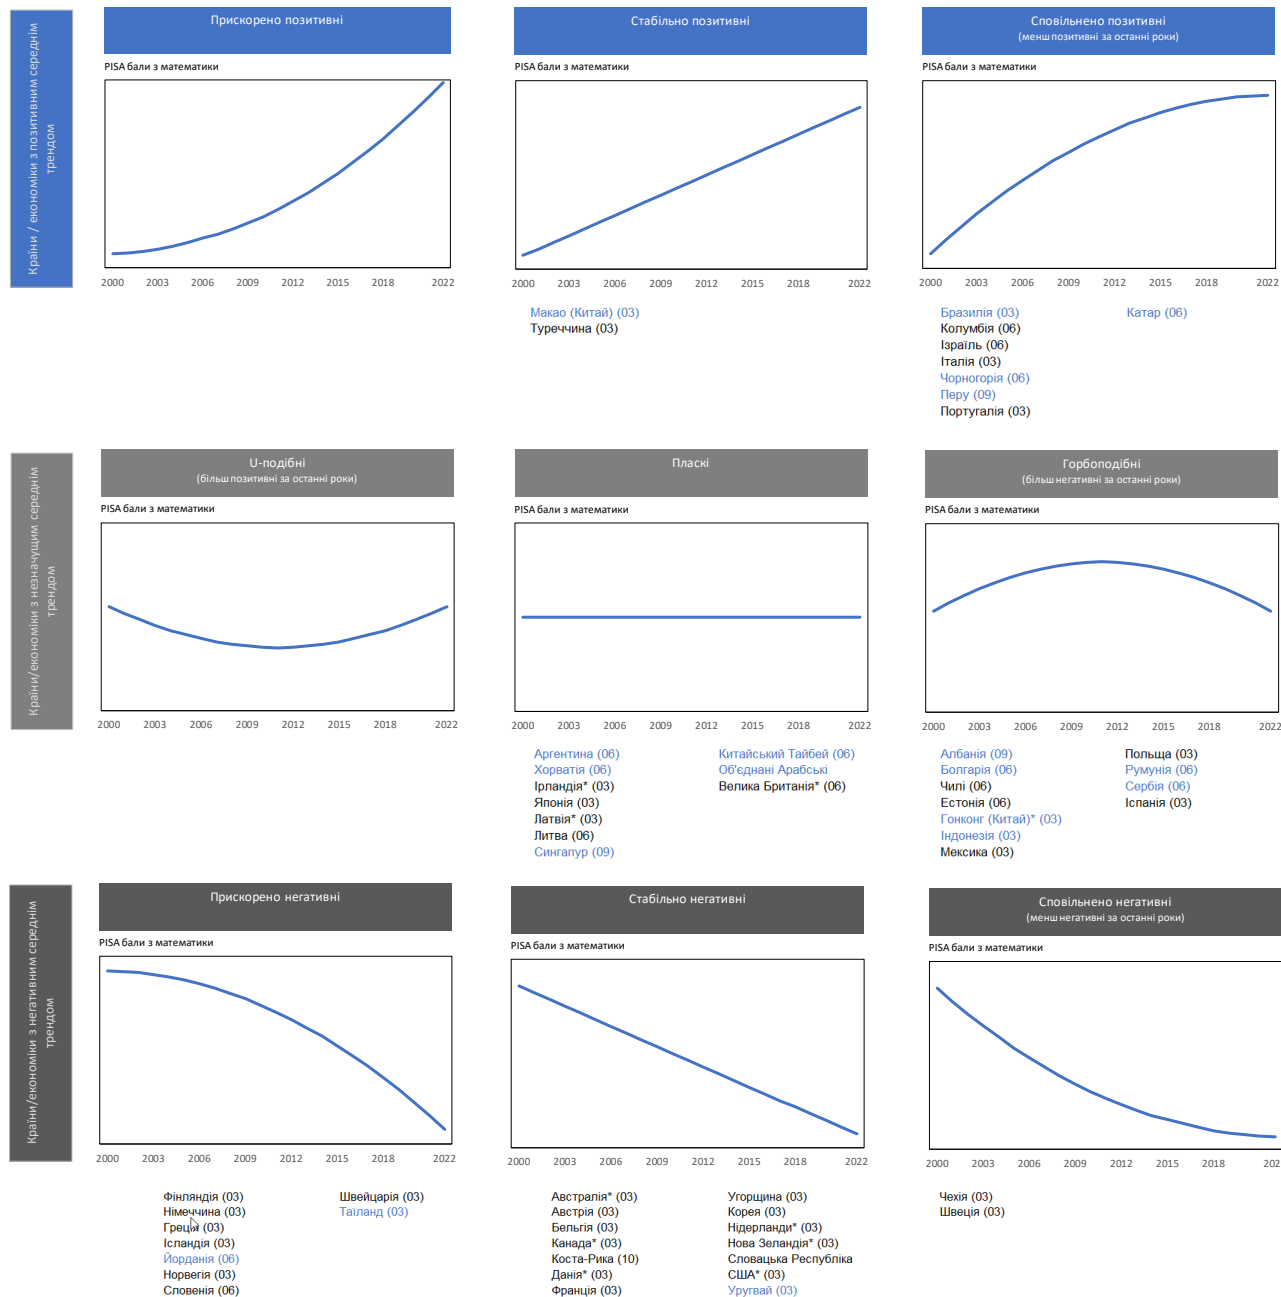 Країни / економіки з позитивним середнім
трендом
Прискорено позитивні
PISA бали з математики
2000 2003 2006 2009 2012 2015 2018 2022
Стабільно позитивні
PISA бали з математики
2000 2003 2006 2009 2012 2015 2018 2022
Макао (Китай) (03)
Туреччина (03)
Сповільнено позитивні
(менш позитивні за останні роки)
PISA бали з математики
2000 2003 2006 2009 2012 2015 2018 2022
Бразилія (03)
Колумбія (06)
Ізраїль (06)
Італія (03)
Чорногорія (06)
Перу (09)
Португалія (03)
Катар (06)
Країни/економіки з незначущим середнім
трендом
U-подібні
(більш позитивні за останні роки)
PISA бали з математики
2000 2003 2006 2009 2012 2015 2018 2022
Пласкі
PISA бали з математики
2000 2003 2006 2009 2012 2015 2018 2022
Аргентина (06)
Хорватія (06)
Ірландія* (03)
Японія (03)
Латвія* (03)
Литва (06)
Сингапур (09)
Китайський Тайбей (06)
Об'єднані Арабські
Велика Британія* (06)
Горбоподібні
(більш негативні за останні роки)
PISA бали з математики
2000 2003 2006 2009 2012 2015 2018 2022
Албанія (09)
Болгарія (06)
Чилі (06)
Естонія (06)
Гонконг (Китай)* (03)
Індонезія (03)
Мексика (03)
Польща (03)
Румунія (06)
Сербія (06)
Іспанія (03)
Країни/економіки з негативним середнім
трендом
Прискорено негативні
PISA бали з математики
2000 2003 2006 2009 2012 2015 2018 2022
Фінляндія (03)
Німеччина (03)
Греція (03)
Ісландія (03)
Йорданія (06)
Норвегія (03)
Словенія (06)
Швейцарія (03)
Таїланд (03)
Стабільно негативні
PISA бали з математики
2000 2003 2006 2009 2012 2015 2018 2022
Австралія* (03)
Австрія (03)
Бельгія (03)
Канада* (03)
Коста-Рика (10)
Данія* (03)
Франція (03)
Угорщина (03)
Корея (03)
Нідерланди* (03)
Нова Зеландія* (03)
Словацька Республіка
США* (03)
Уругвай (03)
Сповільнено негативні
(менш негативні за останні роки)
PISA бали з математики
2000 2003 2006 2009 2012 2015 2018 202
Чехія (03)
Швеція (03)